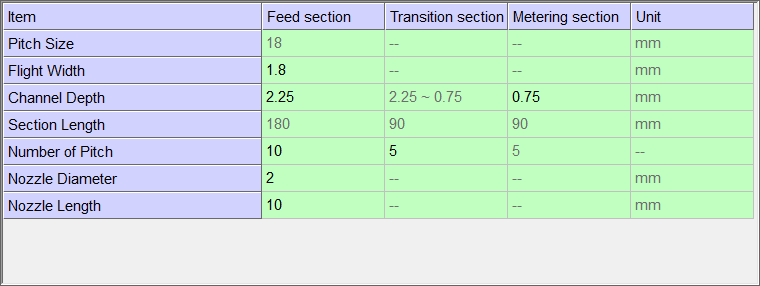 Item Feed section Transition section Metering section Unit
Pitch Size 18 -- -- mm
Flight Width 1.8 -- -- mm
Channel Depth 2.25 2.25 ~ 0.75 0.75 mm
Section Length 180 90 90 mm
Number of Pitch 10 5 5 --
Nozzle Diameter 2 -- -- mm
Nozzle Length 10 -- -- mm